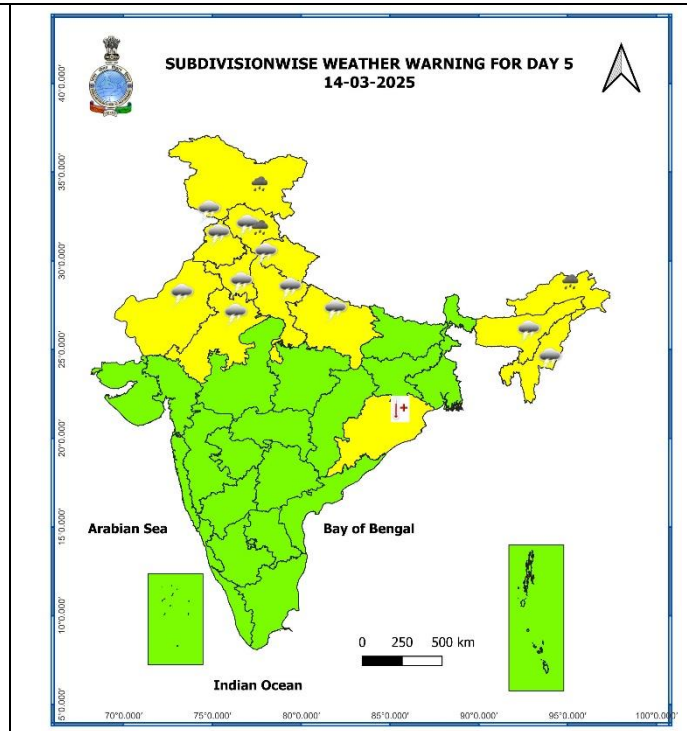 SUBDIVISIONWISE WEATHER WARNING FOR DAY 5
14-03-2025
40°0.000'
35°0.000'
30°0.000'
25°0.000'
20°0.000'
15°0.000'
10°0.000'
5°0.000'
Arabian Sea
Bay of Bengal
0 250 500 km
Indian Ocean
70°0.000' 75°0.000' 80°0.000' 85°0.000' 90°0.000' 95°0.000' 100°0.000'